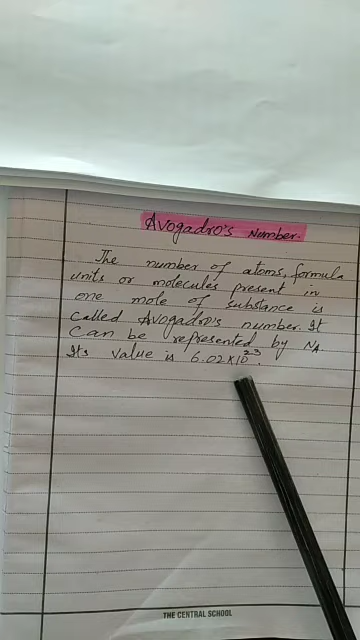 Avogadro's Number.
The number of atoms, formula
units or molecules present in
one mole of substance is
called Avogadro's number. It
can be represented by NA
Its value is 6.02×10²³.
THE CENTRAL SCHOOL